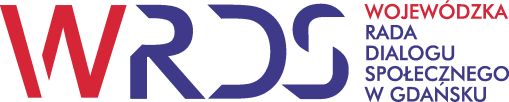 WRDS
WOJEWÓDZKA
RADA
DIALOGU
SPOŁECZNEGO
W GDAŃSKU